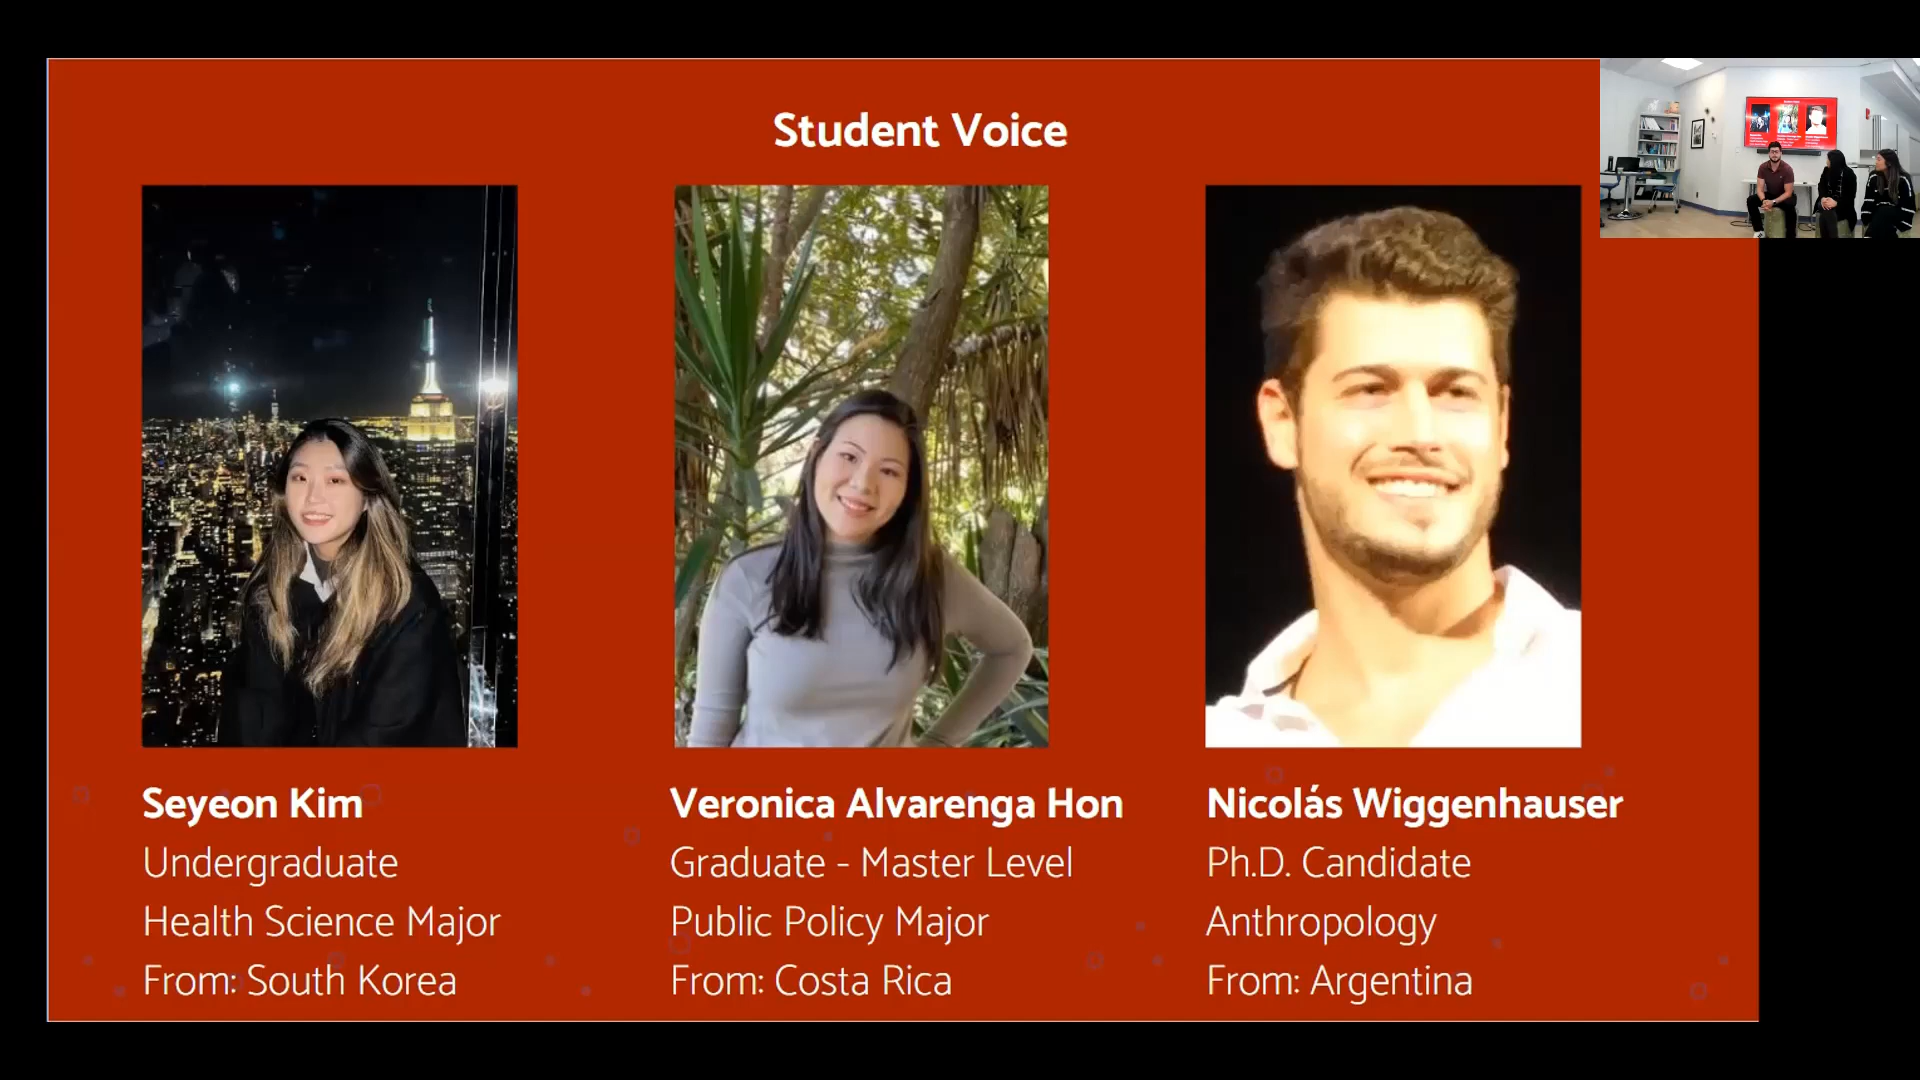 Student Voice
Seyeon Kim
Undergraduate
Health Science Major
From: South Korea
Veronica Alvarenga Hon
Graduate - Master Level
Public Policy Major
From: Costa Rica
Nicolás Wiggenhauser
Ph.D. Candidate
Anthropology
From: Argentina